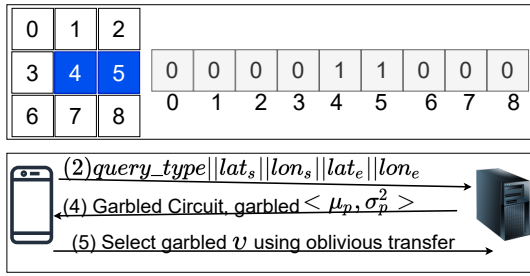 0 1 2
3 4 5
6 7 8
0 0 0 0 1 1 0 0 0
0 1 2 3 4 5 6 7 8
(2)query_type||lat_s||lon_s||lat_e||lon_e
(4) Garbled Circuit, garbled < μ_p, σ_p^2 >
(5) Select garbled υ using oblivious transfer